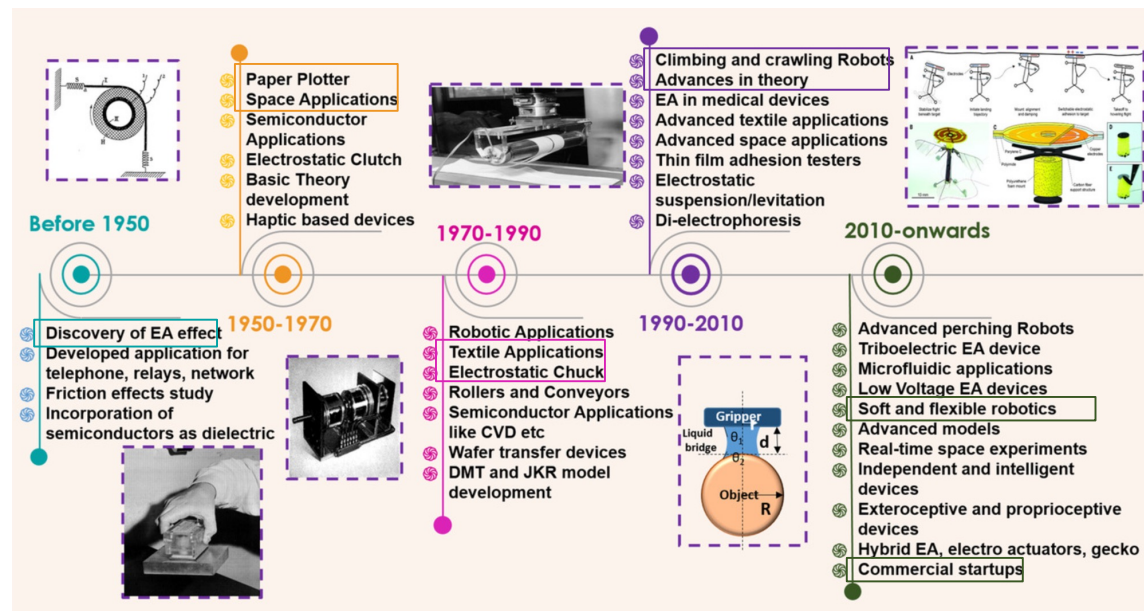 Before 1950
Discovery of EA effect
Developed application for
telephone, relays, network
Friction effects study
Incorporation of
semiconductors as dielectric
Paper Plotter
Space Applications
Semiconductor
Applications
Electrostatic Clutch
Basic Theory
development
Haptic based devices
1950-1970
1970-1990
Robotic Applications
Textile Applications
Electrostatic Chuck
Rollers and Conveyors
Semiconductor Applications
like CVD etc
Wafer transfer devices
DMT and JKR model
development
Climbing and crawling Robots
Advances in theory
EA in medical devices
Advanced textile applications
Advanced space applications
Thin film adhesion testers
Electrostatic
suspension/levitation
Di-electrophoresis
1990-2010
Gripper
Liquid
bridge
θ1
d
θ2
Object
R
A
B
C
D
E
2010-onwards
Advanced perching Robots
Triboelectric EA device
Microfluidic applications
Low Voltage EA devices
Soft and flexible robotics
Advanced models
Real-time space experiments
Independent and intelligent
devices
Exteroceptive and proprioceptive
devices
Hybrid EA, electro actuators, gecko
Commercial startups